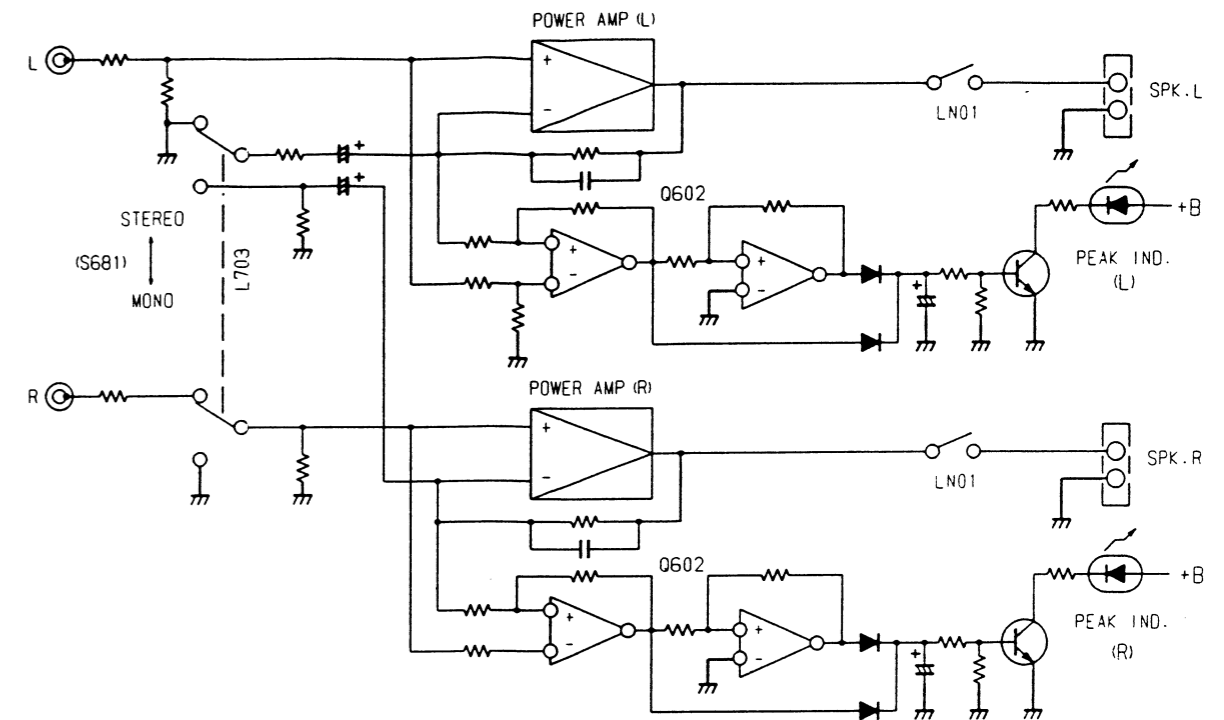 POWER AMP (L)
L
+
−
LN01
SPK.L
+
+
Q602
STEREO
(S681)
MONO
L703
+
−
+
−
+
+B
PEAK IND.
(L)
R
POWER AMP (R)
+
−
LN01
SPK.R
Q602
+
−
+
−
+
+B
PEAK IND.
(R)